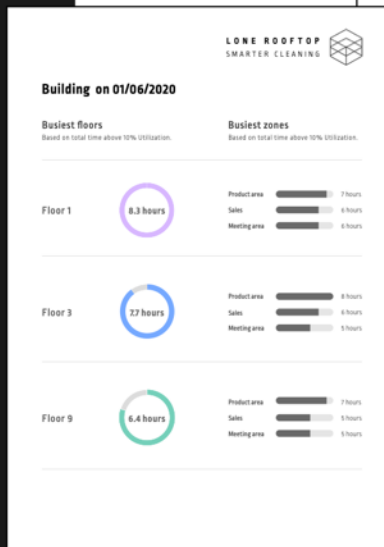 LONE ROOFTOP
SMARTER CLEANING
Building on 01/06/2020
Busiest floors
Based on total time above 10% Utilization.
Busiest zones
Based on total time above 10% Utilization.
Floor 1
8.3 hours
Product area 7 hours
Sales 6 hours
Meeting area 6 hours
Floor 3
7.7 hours
Product area 8 hours
Sales 6 hours
Meeting area 5 hours
Floor 9
6.4 hours
Product area 7 hours
Sales 5 hours
Meeting area 5 hours